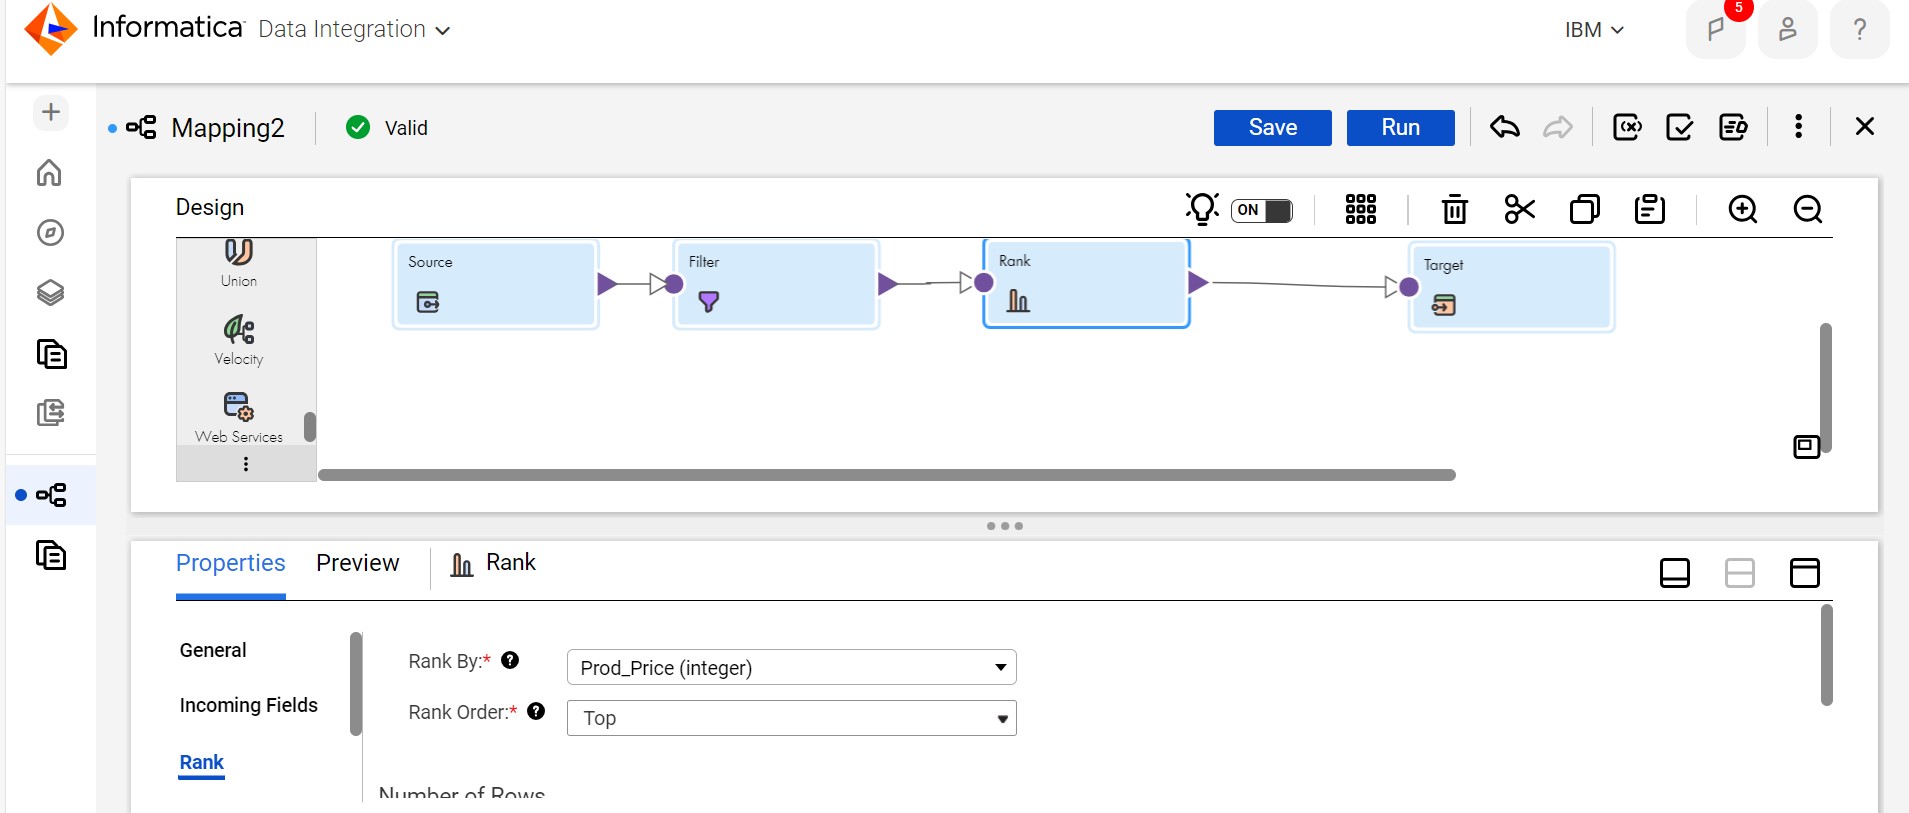 Informatica Data Integration
IBM
5
?
Mapping2
Valid
Save
Run
Design
ON
Union
Velocity
Web Services
Source
Filter
Rank
Target
Properties
Preview
Rank
General
Incoming Fields
Rank
Rank By:* ?
Prod_Price (integer)
Rank Order:* ?
Top
Number of Rows